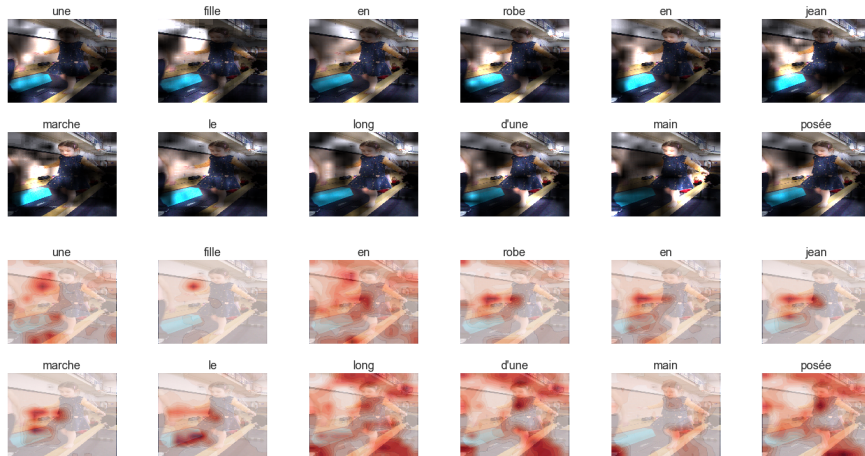 une fille en robe en jean
marche le long d'une main posée
une fille en robe en jean
marche le long d'une main posée